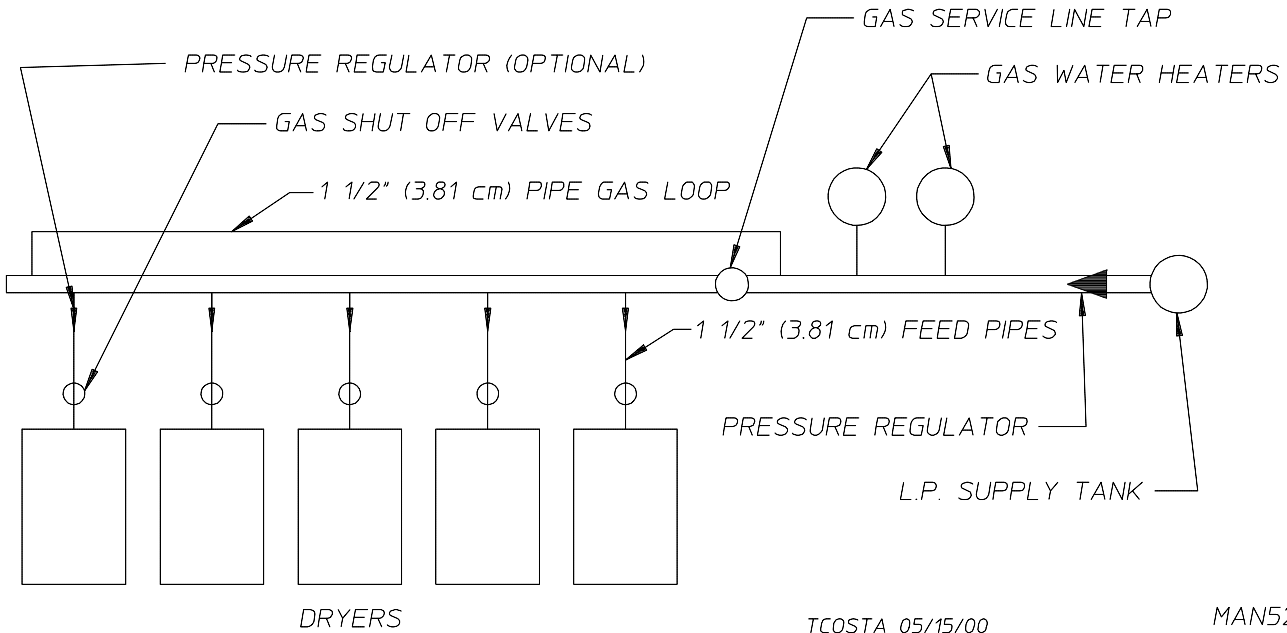 GAS SERVICE LINE TAP
PRESSURE REGULATOR (OPTIONAL)
GAS WATER HEATERS
GAS SHUT OFF VALVES
1 1/2" (3.81 cm) PIPE GAS LOOP
1 1/2" (3.81 cm) FEED PIPES
PRESSURE REGULATOR
L.P. SUPPLY TANK
DRYERS
TCOSTA 05/15/00
MAN52